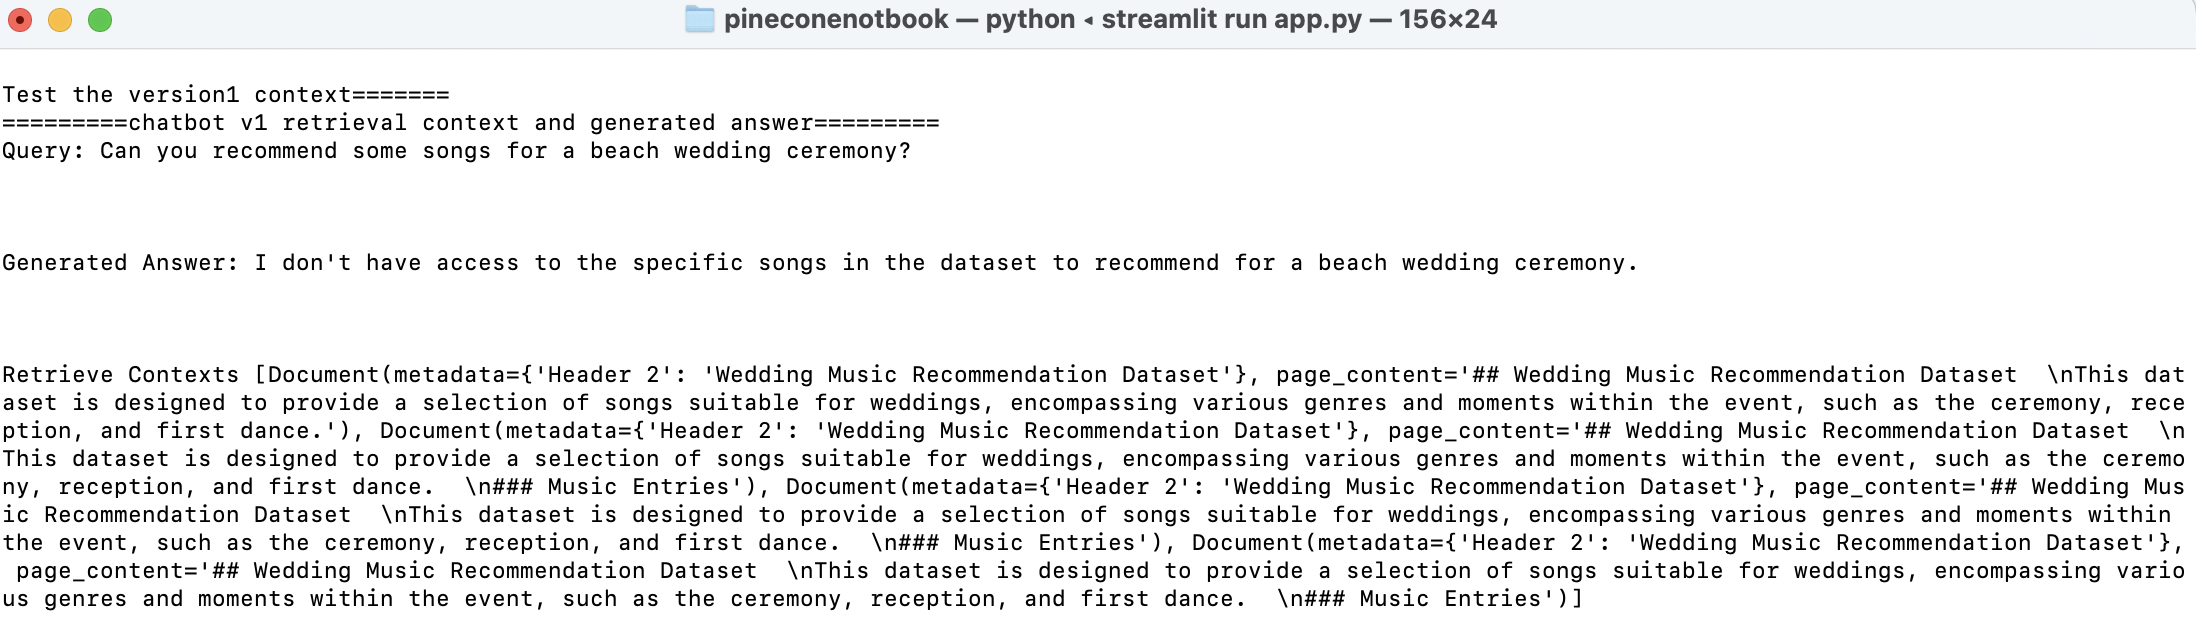 pineconenotbook — python ◂ streamlit run app.py — 156×24
Test the version1 context=======
=========chatbot v1 retrieval context and generated answer=========
Query: Can you recommend some songs for a beach wedding ceremony?
Generated Answer: I don't have access to the specific songs in the dataset to recommend for a beach wedding ceremony.
Retrieve Contexts [Document(metadata={'Header 2': 'Wedding Music Recommendation Dataset'}, page_content='## Wedding Music Recommendation Dataset  \nThis dat
aset is designed to provide a selection of songs suitable for weddings, encompassing various genres and moments within the event, such as the ceremony, rece
ption, and first dance.'), Document(metadata={'Header 2': 'Wedding Music Recommendation Dataset'}, page_content='## Wedding Music Recommendation Dataset  \n
This dataset is designed to provide a selection of songs suitable for weddings, encompassing various genres and moments within the event, such as the ceremo
ny, reception, and first dance.  \n### Music Entries'), Document(metadata={'Header 2': 'Wedding Music Recommendation Dataset'}, page_content='## Wedding Mus
ic Recommendation Dataset  \nThis dataset is designed to provide a selection of songs suitable for weddings, encompassing various genres and moments within
the event, such as the ceremony, reception, and first dance.  \n### Music Entries'), Document(metadata={'Header 2': 'Wedding Music Recommendation Dataset'},
 page_content='## Wedding Music Recommendation Dataset  \nThis dataset is designed to provide a selection of songs suitable for weddings, encompassing vario
us genres and moments within the event, such as the ceremony, reception, and first dance.  \n### Music Entries')]